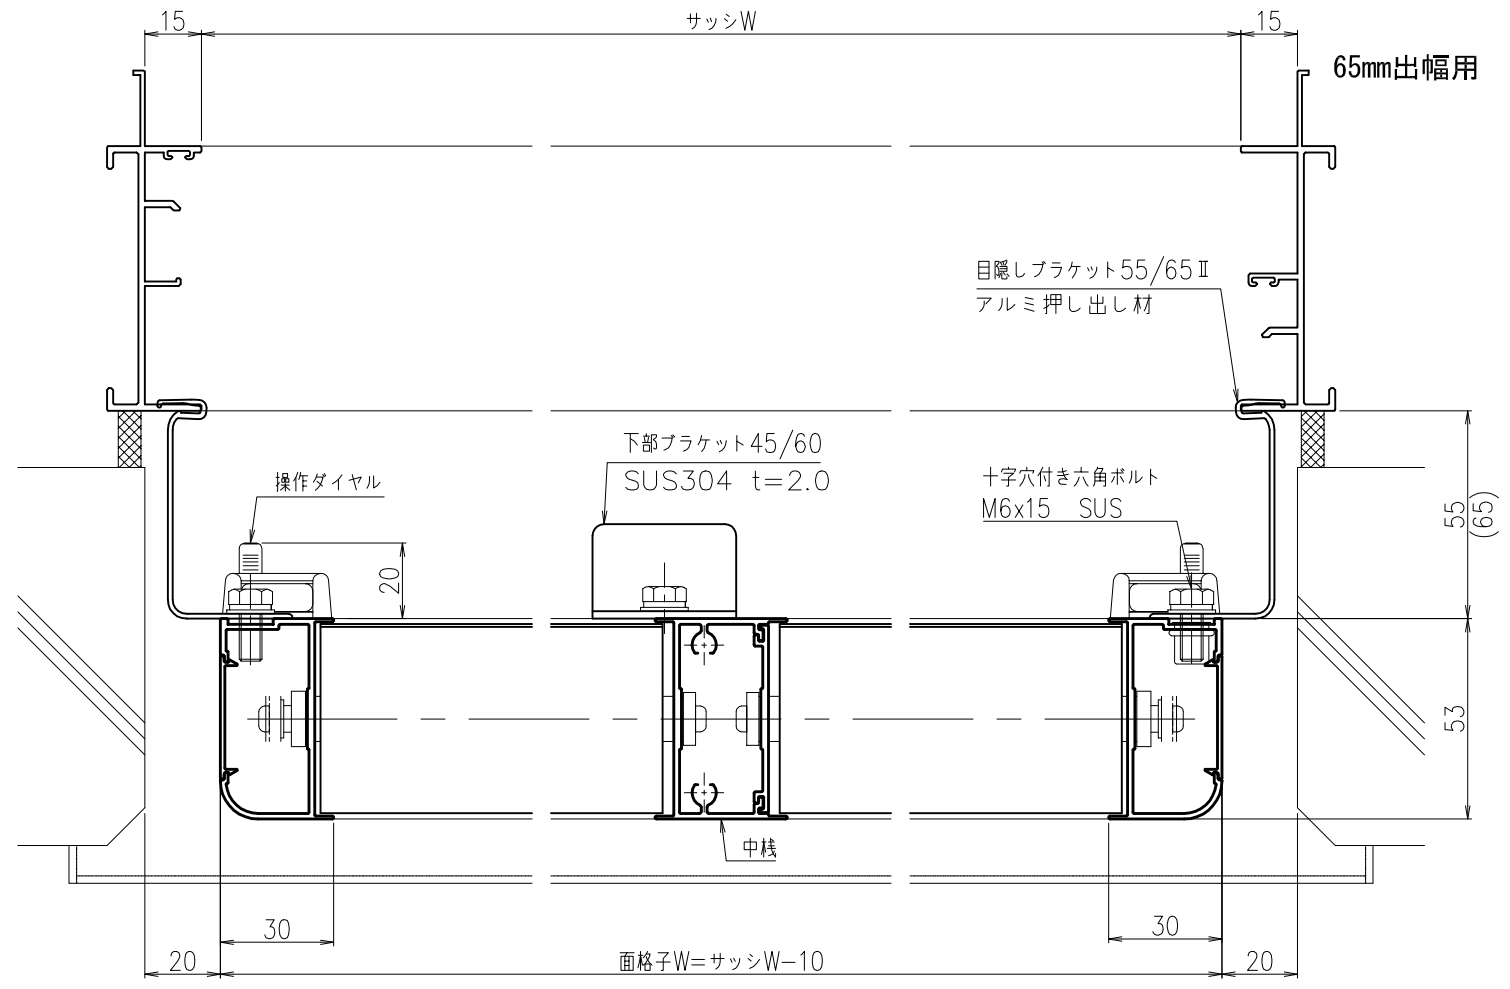 15
サッシW
15
65mm出幅用
目隠しブラケット55/65Ⅱ
アルミ押し出し材
下部ブラケット45/60
SUS304 t=2.0
操作ダイヤル
十字穴付き六角ボルト
M6x15 SUS
20
55
(65)
53
中桟
30
30
20
面格子W=サッシW-10
20